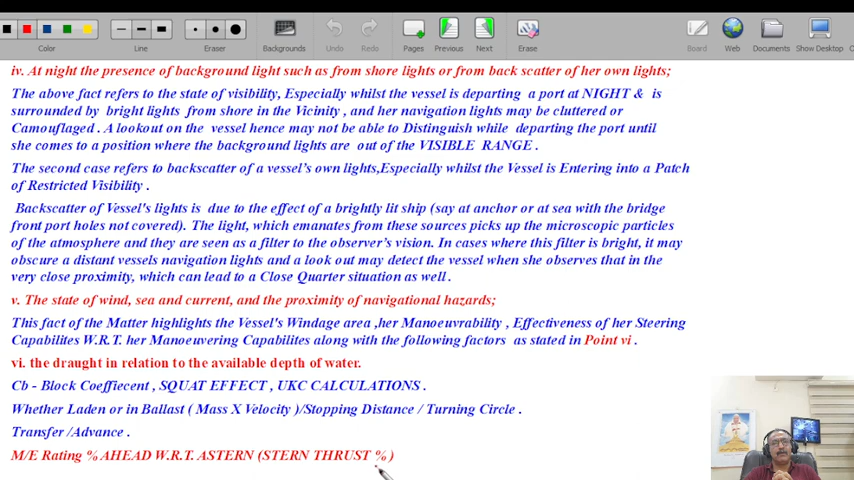 Color
Line
Eraser
Backgrounds
Undo
Redo
Pages
Previous
Next
Erase
Board
Web
Documents
Show Desktop
C
iv. At night the presence of background light such as from shore lights or from back scatter of her own lights;
The above fact refers to the state of visibility, Especially whilst the vessel is departing a port at NIGHT & is
surrounded by bright lights from shore in the Vicinity , and her navigation lights may be cluttered or
Camouflaged . A lookout on the vessel hence may not be able to Distinguish while departing the port until
she comes to a position where the background lights are out of the VISIBLE RANGE .
The second case refers to backscatter of a vessel's own lights,Especially whilst the Vessel is Entering into a Patch
of Restricted Visibility .
Backscatter of Vessel's lights is due to the effect of a brightly lit ship (say at anchor or at sea with the bridge
front port holes not covered). The light, which emanates from these sources picks up the microscopic particles
of the atmosphere and they are seen as a filter to the observer's vision. In cases where this filter is bright, it may
obscure a distant vessels navigation lights and a look out may detect the vessel when she observes that in the
very close proximity, which can lead to a Close Quarter situation as well .
v. The state of wind, sea and current, and the proximity of navigational hazards;
This fact of the Matter highlights the Vessel's Windage area ,her Manoeuvrability , Effectiveness of her Steering
Capabilites W.R.T. her Manoeuvering Capabilites along with the following factors as stated in Point vi .
vi. the draught in relation to the available depth of water.
Cb - Block Coeffiecent , SQUAT EFFECT , UKC CALCULATIONS .
Whether Laden or in Ballast ( Mass X Velocity )/Stopping Distance / Turning Circle .
Transfer /Advance .
M/E Rating % AHEAD W.R.T. ASTERN (STERN THRUST % )